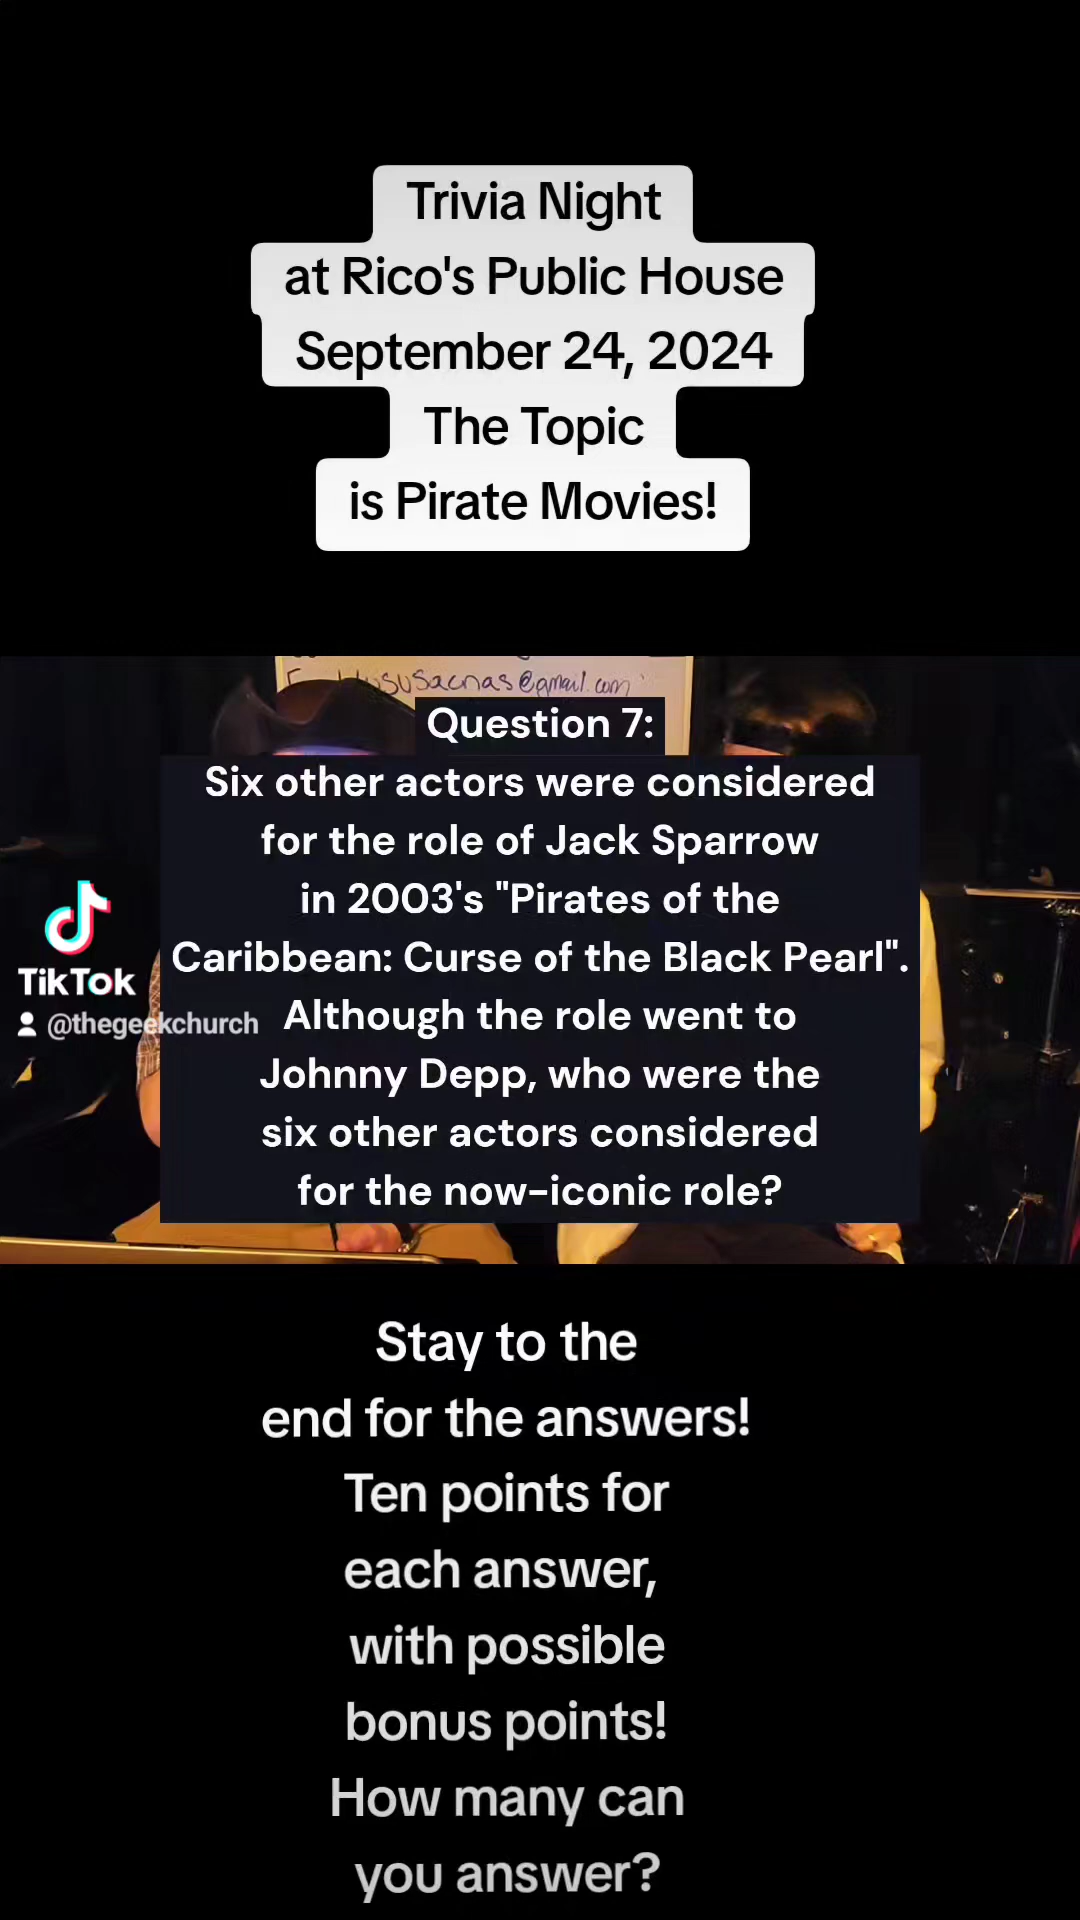 Trivia Night
at Rico's Public House
September 24, 2024
The Topic
is Pirate Movies!
@gmail.com
Question 7:
Six other actors were considered
for the role of Jack Sparrow
in 2003's "Pirates of the
Caribbean: Curse of the Black Pearl".
Although the role went to
Johnny Depp, who were the
six other actors considered
for the now-iconic role?
TikTok
@thegeekchurch
Stay to the
end for the answers!
Ten points for
each answer,
with possible
bonus points!
How many can
you answer?